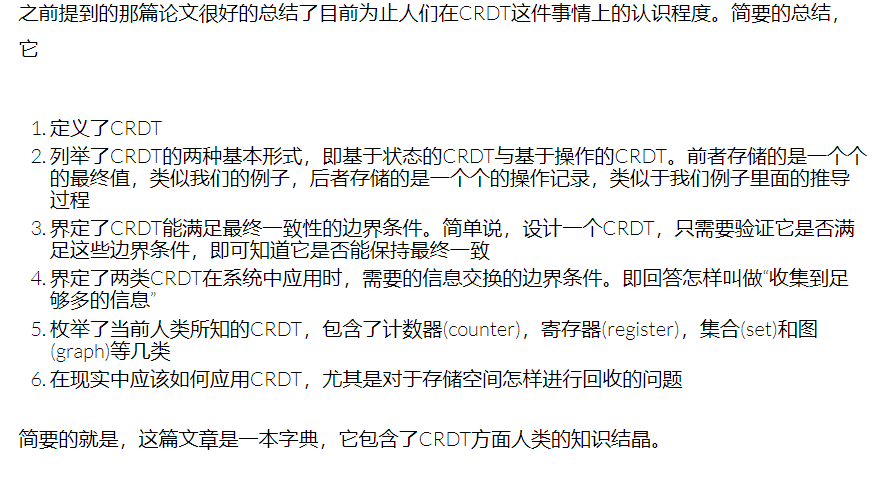 之前提到的那篇论文很好的总结了目前为止人们在CRDT这件事情上的认识程度。简要的总结，
它
1. 定义了CRDT
2. 列举了CRDT的两种基本形式，即基于状态的CRDT与基于操作的CRDT。前者存储的是一个个
的最终值，类似我们的例子，后者存储的是一个个的操作记录，类似于我们例子里面的推导
过程
3. 界定了CRDT能满足最终一致性的边界条件。简单说，设计一个CRDT，只需要验证它是否满
足这些边界条件，即可知道它是否能保持最终一致
4. 界定了两类CRDT在系统中应用时，需要的信息交换的边界条件。即回答怎样叫做“收集到足
够多的信息”
5. 枚举了当前人类所知的CRDT，包含了计数器(counter)，寄存器(register)，集合(set)和图
(graph)等几类
6. 在现实中应该如何应用CRDT，尤其是对于存储空间怎样进行回收的问题
简要的就是，这篇文章是一本字典，它包含了CRDT方面人类的知识结晶。